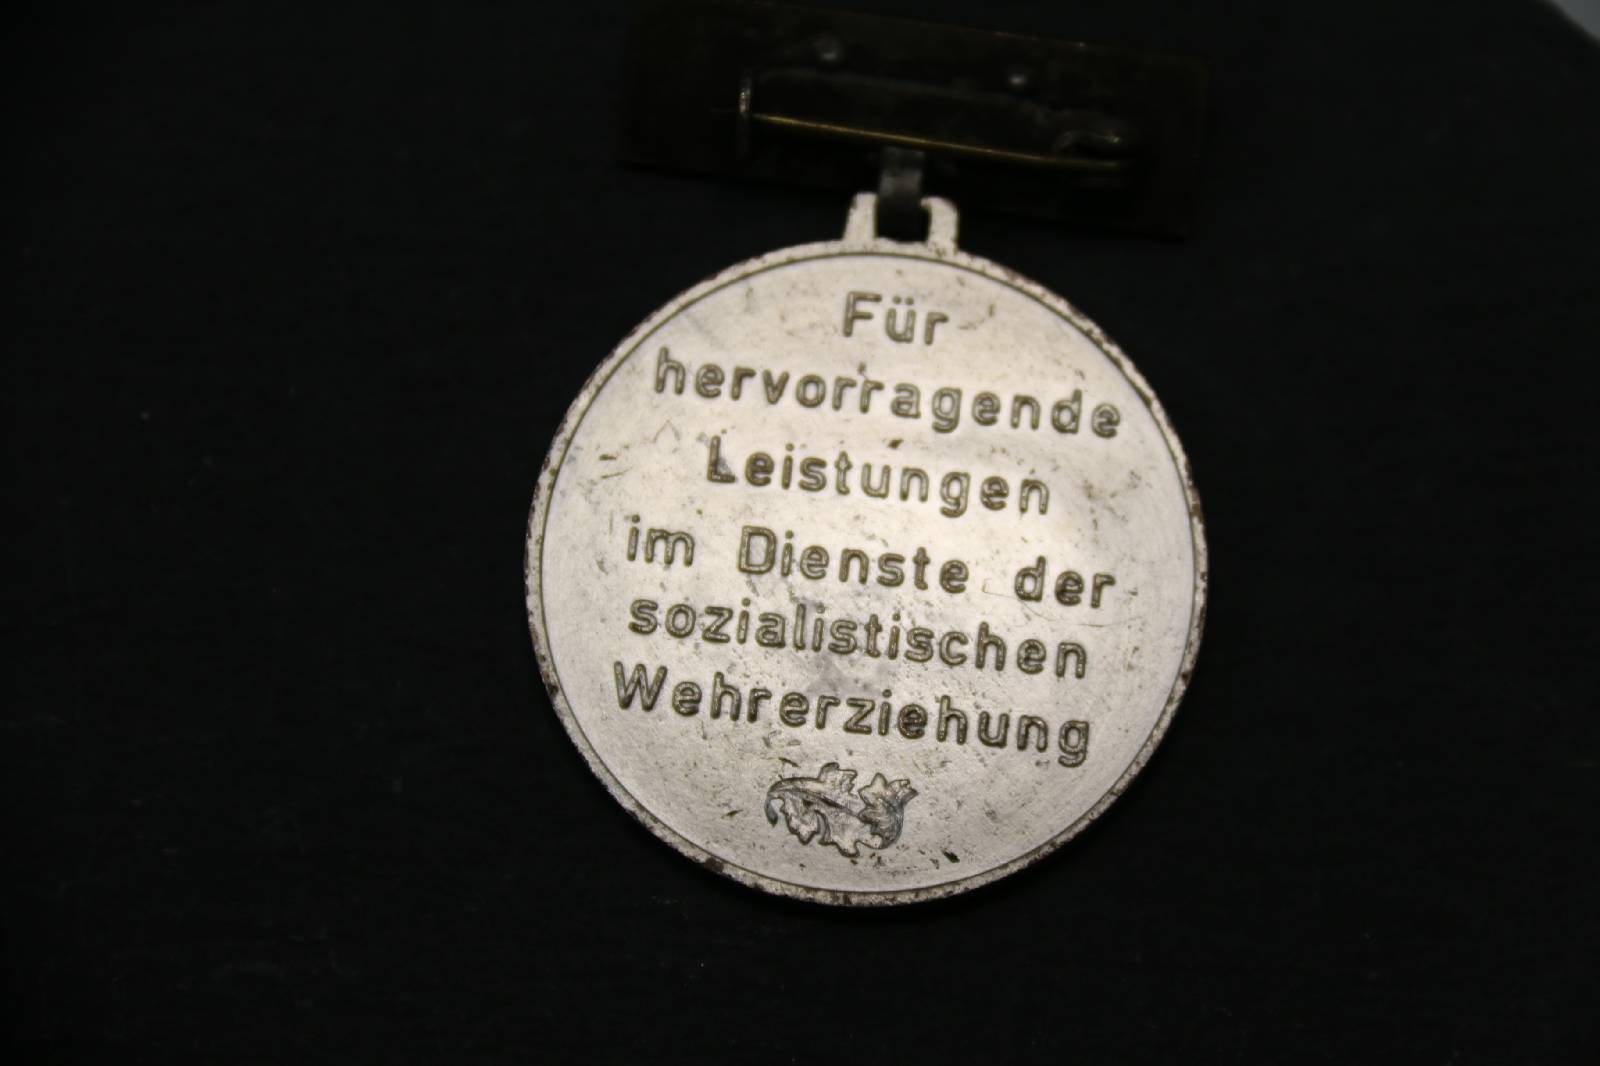 Für
hervorragende
Leistungen
im Dienste der
sozialistischen
Wehrerziehung